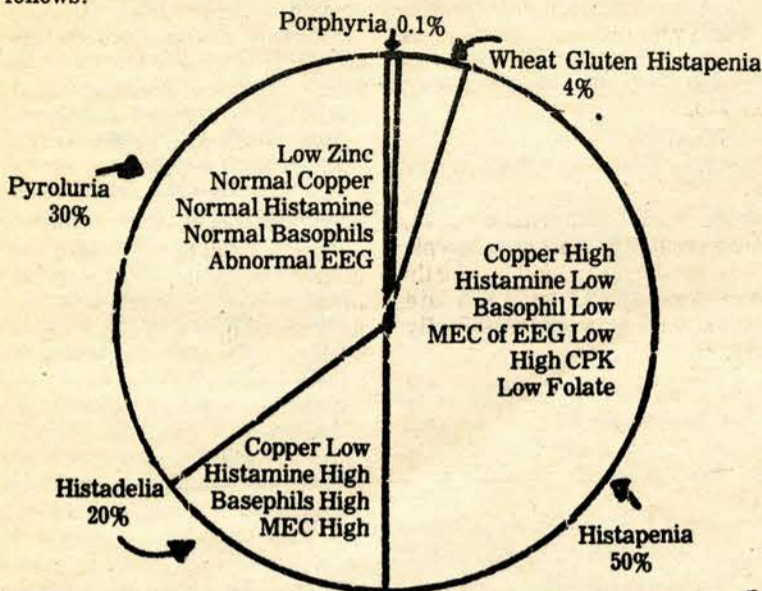 follows:
Porphyria 0.1%
Wheat Gluten Histapenia
4%
Pyroluria
30%
Low Zinc
Normal Copper
Normal Histamine
Normal Basophils
Abnormal EEG
Copper High
Histamine Low
Basophil Low
MEC of EEG Low
High CPK
Low Folate
Copper Low
Histamine High
Basephils High
MEC High
Histadelia
20%
Histapenia
50%